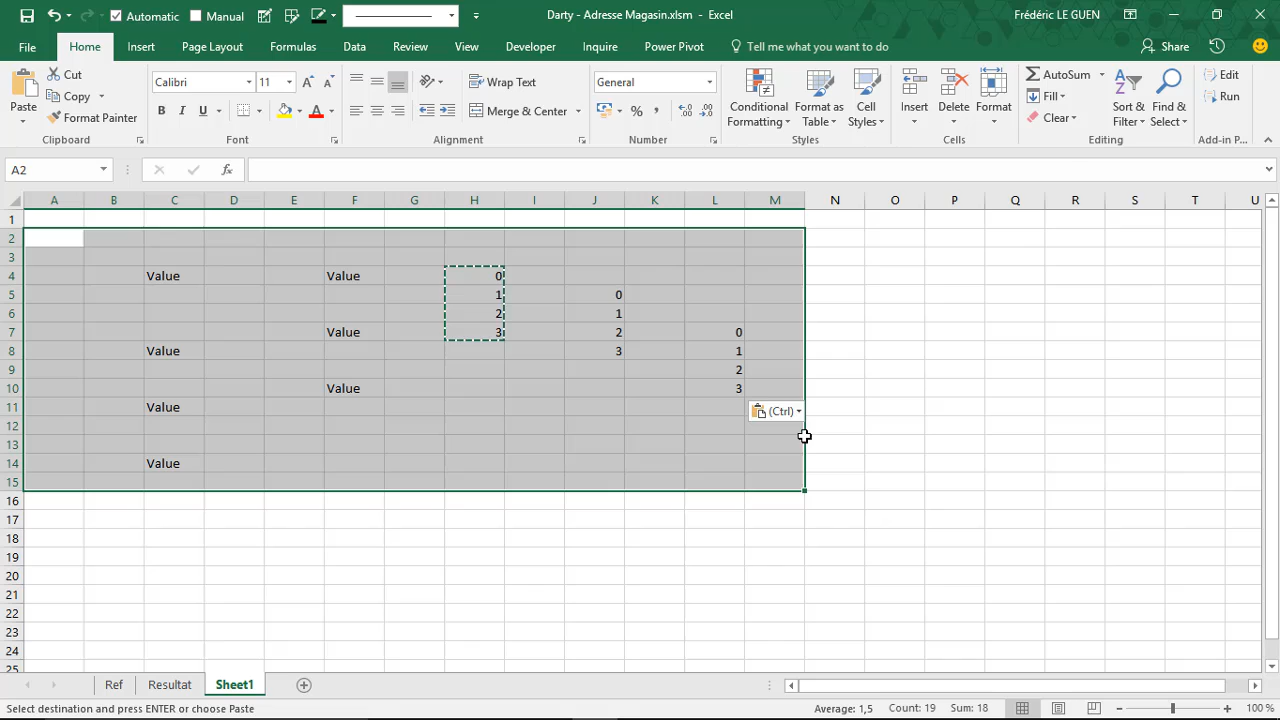 Automatic Manual Darty - Adresse Magasin.xlsm - Excel Frédéric LE GUEN
File Home Insert Page Layout Formulas Data Review View Developer Inquire Power Pivot Tell me what you want to do Share
Cut Calibri 11 A A Wrap Text General AutoSum Edit
Paste Copy Fill Run
Format Painter B I U A Merge & Center % , Conditional Formatting Format as Table Cell Styles Insert Delete Format Clear Sort & Filter Find & Select
Clipboard Font Alignment Number Styles Cells Editing Add-in P...
A2 fx
A B C D E F G H I J K L M N O P Q R S T U
1
2
3
4 Value Value 0
5 1 0
6 2 1
7 Value 3 2 0
8 Value 3 1
9 2
10 Value 3
11 Value (Ctrl)
12
13
14 Value
15
16
17
18
19
20
21
22
23
24
25
Ref Resultat Sheet1
Select destination and press ENTER or choose Paste Average: 1,5 Count: 19 Sum: 18 100 %